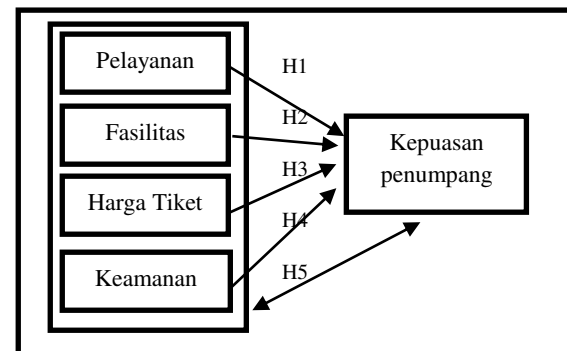 Pelayanan
H1
Fasilitas
H2
Kepuasan
penumpang
Harga Tiket
H3
H4
Keamanan
H5